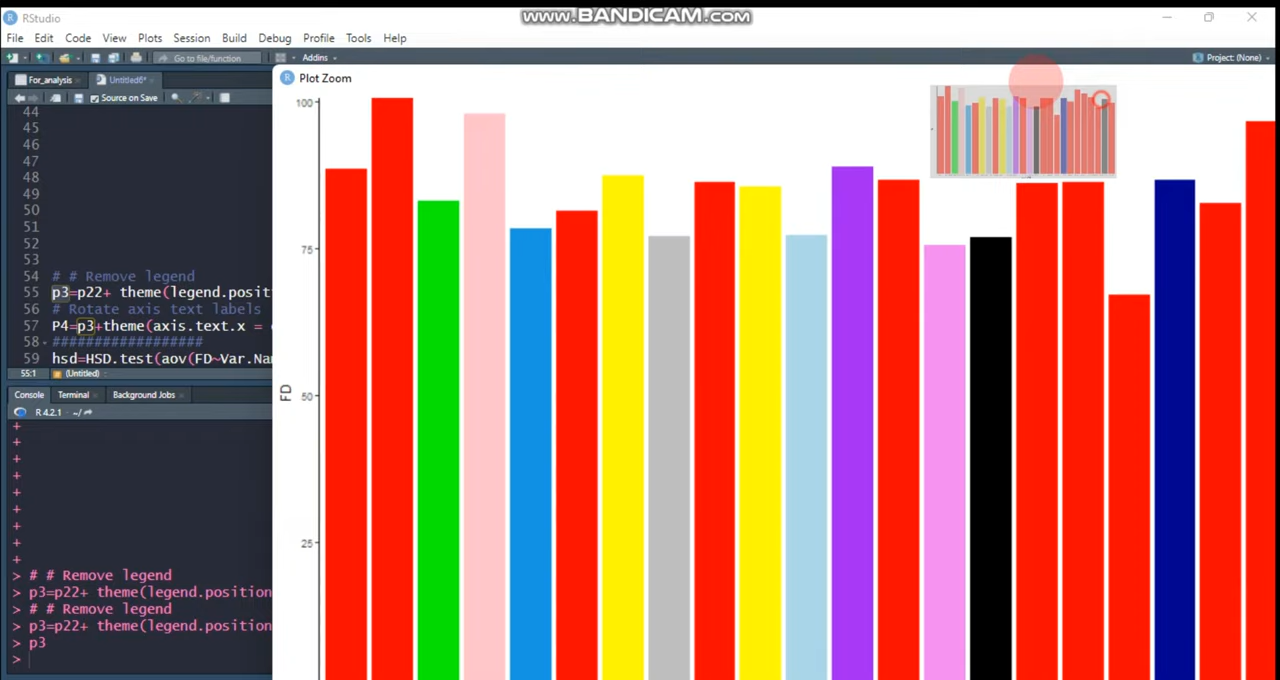 RStudio
www.BANDICAM.com
File Edit Code View Plots Session Build Debug Profile Tools Help
Go to file/function
Addins
Project: (None)
For_analysis
Untitled6*
Plot Zoom
Source on Save
44
45
46
47
48
49
50
51
52
53
54 # # Remove legend
55 p3=p22+ theme(legend.posit
56 # Rotate axis text labels
57 P4=p3+theme(axis.text.x =
58 ##################
59 hsd=HSD.test(aov(FD~Var.Na
55:1 (Untitled)
Console Terminal Background Jobs
R 4.2.1 · ~/
+
+
+
+
+
+
+
+
+
> # # Remove legend
> p3=p22+ theme(legend.position
> # # Remove legend
> p3=p22+ theme(legend.position
> p3
>
100
75
50
25
FD